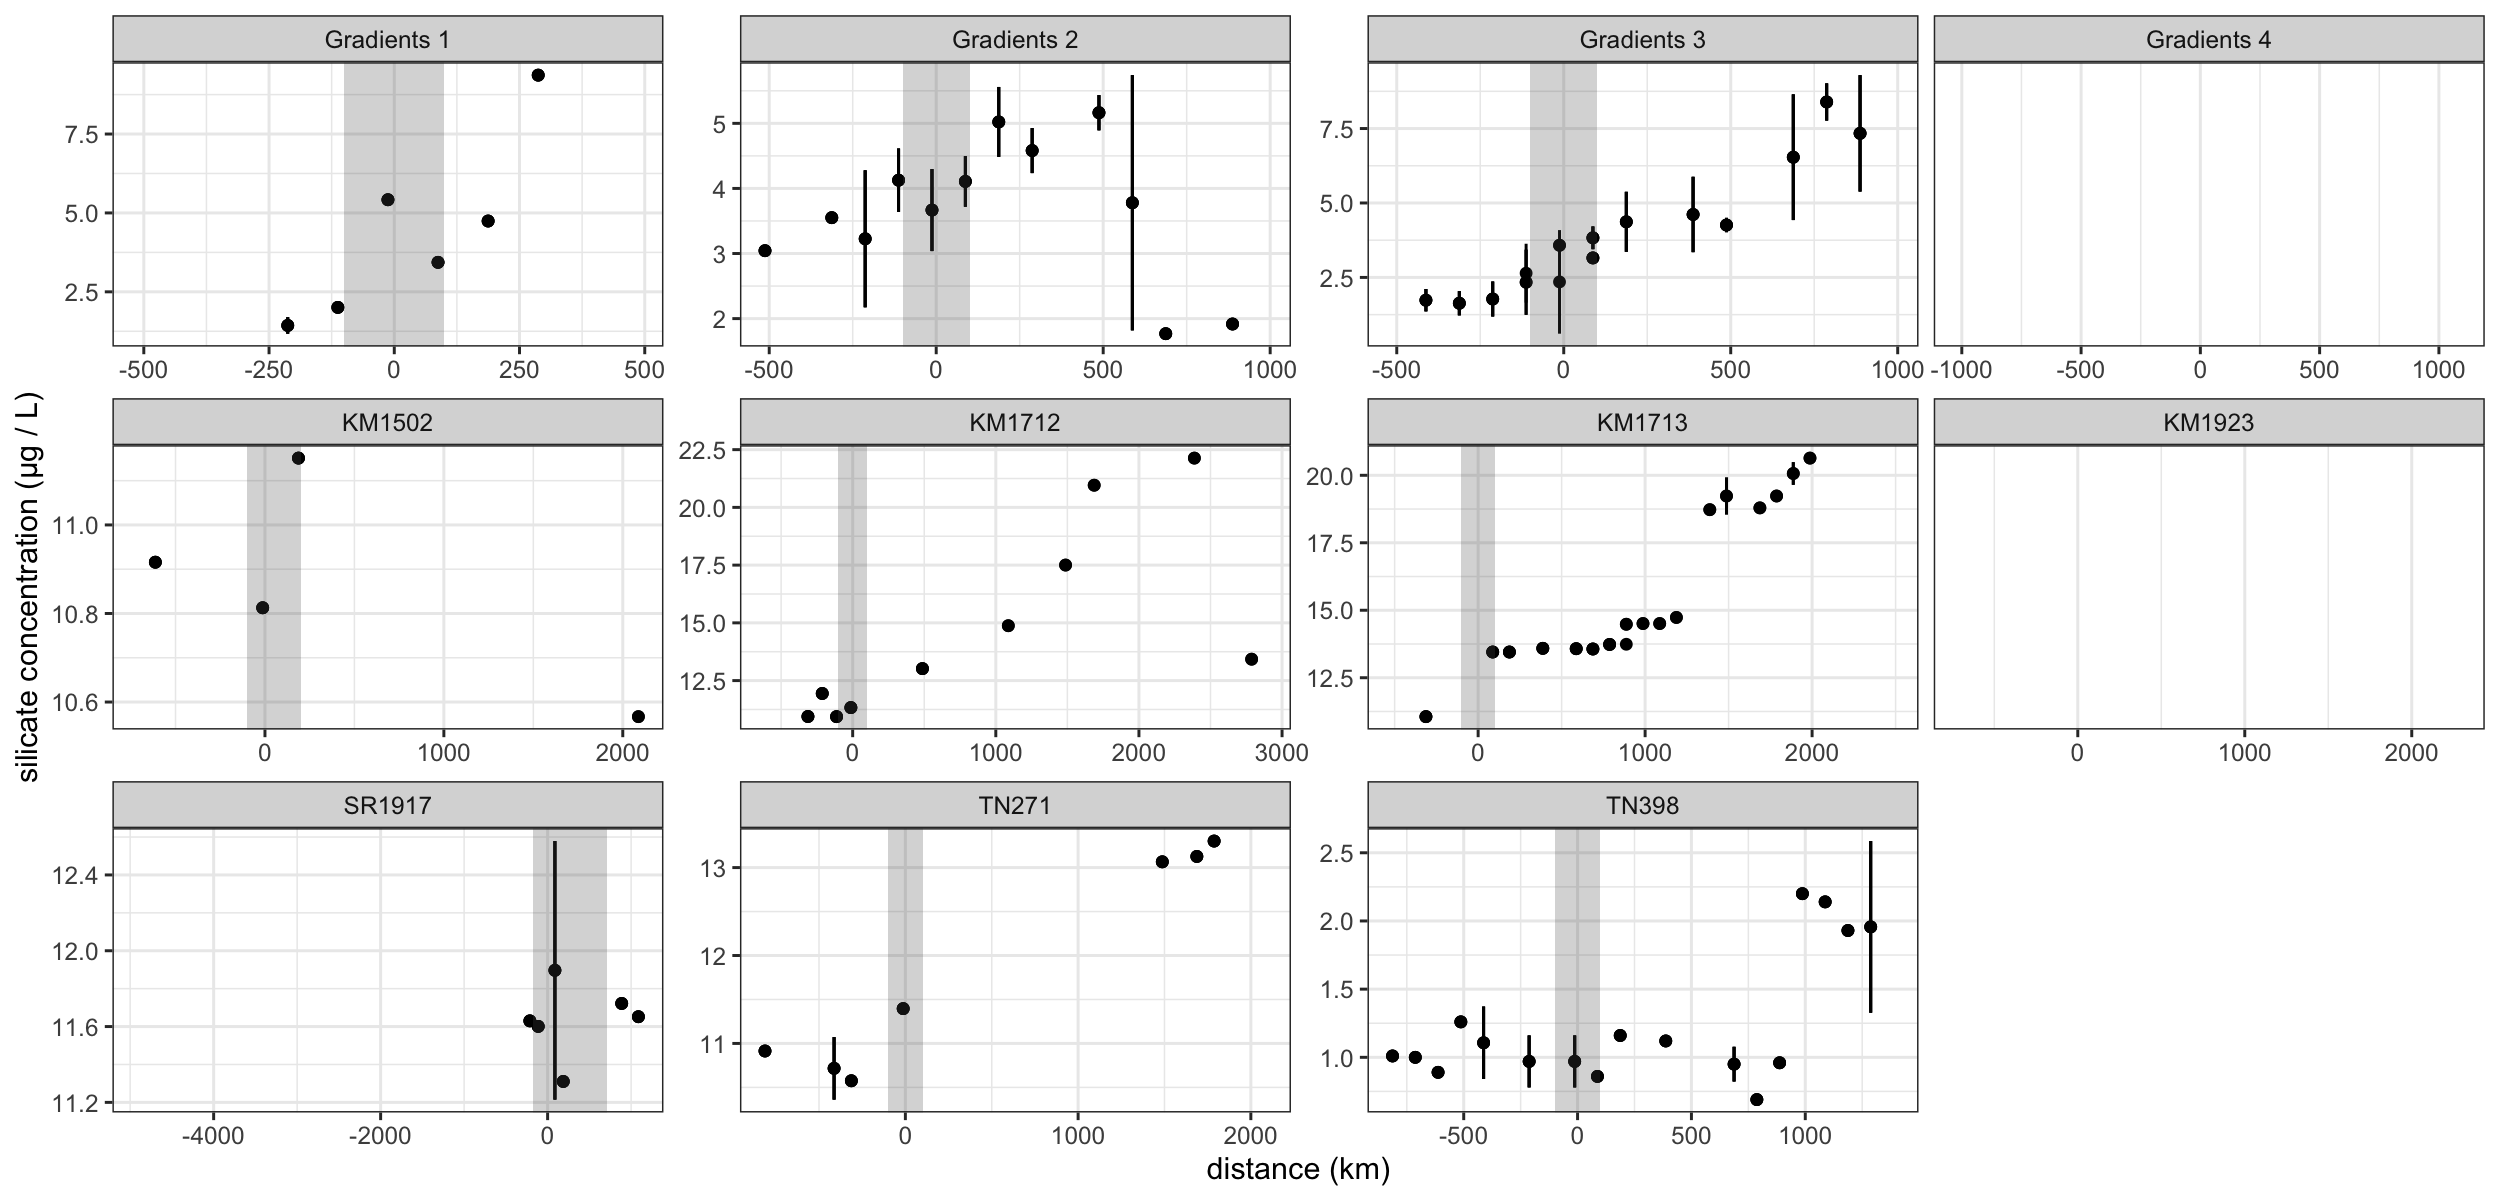 Gradients 1
Gradients 2
Gradients 3
Gradients 4
7.5
5.0
2.5
-500 -250 0 250 500
5
4
3
2
-500 0 500 1000
7.5
5.0
2.5
-500 0 500 1000
-1000 -500 0 500 1000
KM1502
KM1712
KM1713
KM1923
11.0
10.8
10.6
0 1000 2000
22.5
20.0
17.5
15.0
12.5
0 1000 2000 3000
20.0
17.5
15.0
12.5
0 1000 2000
0 1000 2000
SR1917
TN271
TN398
12.4
12.0
11.6
11.2
-4000 -2000 0
13
12
11
0 1000 2000
2.5
2.0
1.5
1.0
-500 0 500 1000
silicate concentration (µg / L)
distance (km)